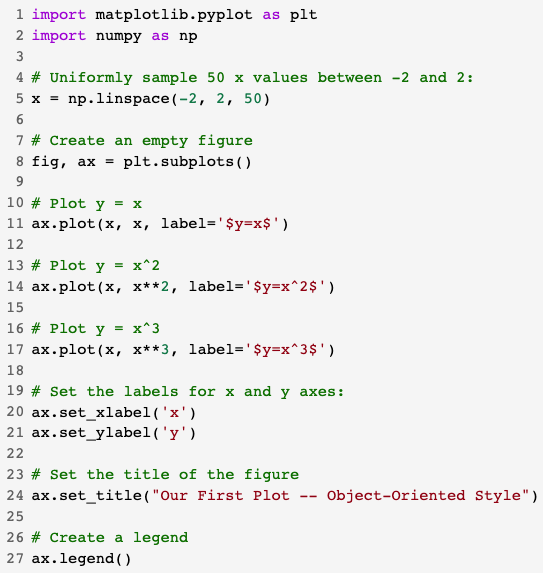 1 import matplotlib.pyplot as plt
2 import numpy as np
3
4 # Uniformly sample 50 x values between -2 and 2:
5 x = np.linspace(-2, 2, 50)
6
7 # Create an empty figure
8 fig, ax = plt.subplots()
9
10 # Plot y = x
11 ax.plot(x, x, label='$y=x$')
12
13 # Plot y = x^2
14 ax.plot(x, x**2, label='$y=x^2$')
15
16 # Plot y = x^3
17 ax.plot(x, x**3, label='$y=x^3$')
18
19 # Set the labels for x and y axes:
20 ax.set_xlabel('x')
21 ax.set_ylabel('y')
22
23 # Set the title of the figure
24 ax.set_title("Our First Plot -- Object-Oriented Style")
25
26 # Create a legend
27 ax.legend()